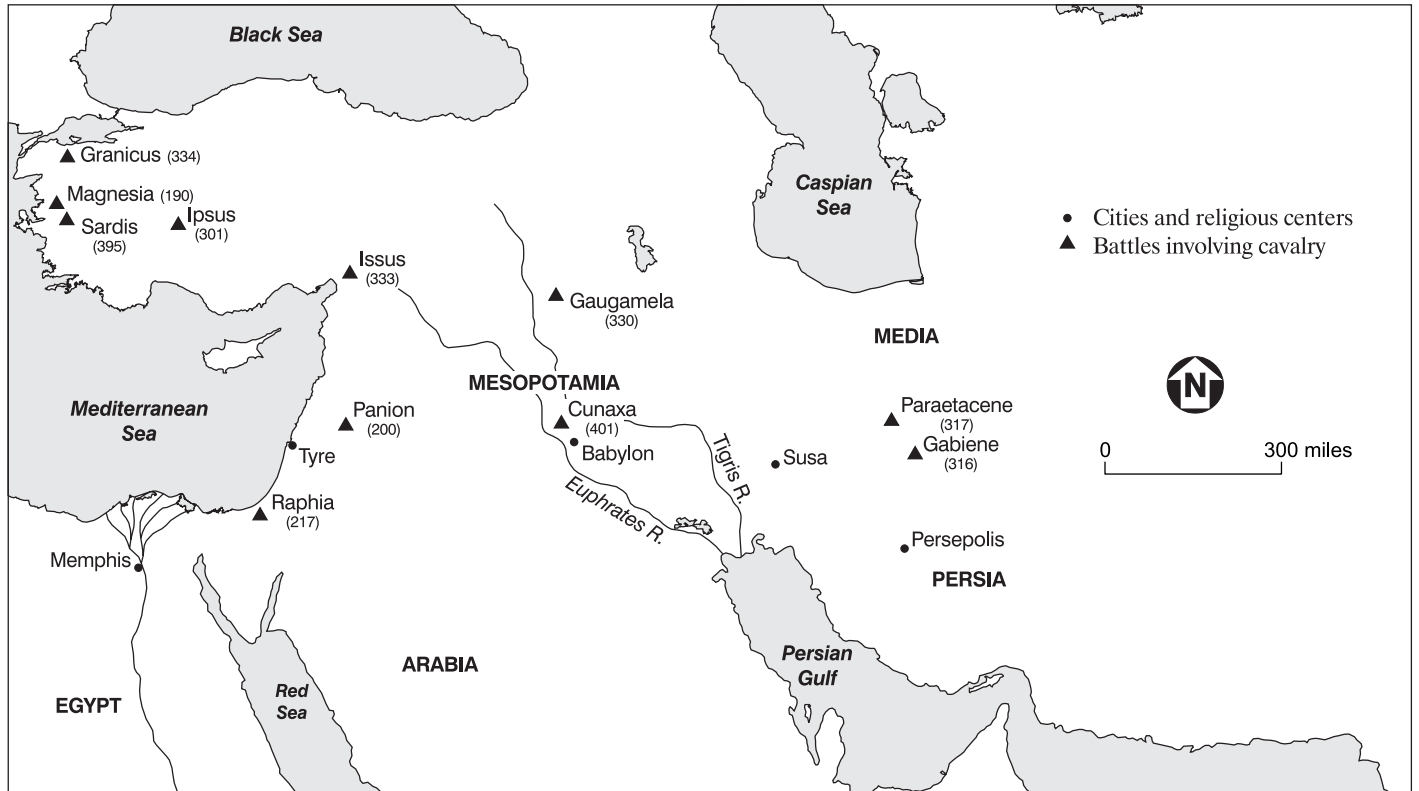 Black Sea
Granicus (334)
Magnesia (190)
Sardis
(395)
Ipsus
(301)
Issus
(333)
Caspian
Sea
Cities and religious centers
Battles involving cavalry
Gaugamela
(330)
MEDIA
N
0 300 miles
MESOPOTAMIA
Mediterranean
Sea
Panion
(200)
Tyre
Cunaxa
(401)
Babylon
Tigris R.
Euphrates R.
Susa
Paraetacene
(317)
Gabiene
(316)
Raphia
(217)
Memphis
Persepolis
PERSIA
ARABIA
Persian
Gulf
Red
Sea
EGYPT